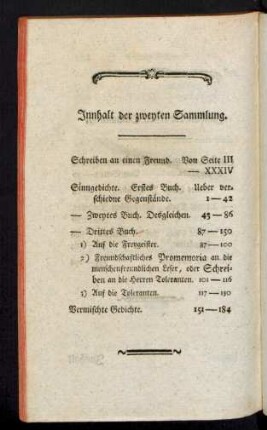 Innhalt der zweyten Sammlung.
Schreiben an einen Freund. Von Seite III
— XXXIV
Sinngedichte. Erstes Buch. Ueber ver-
schiedne Gegenstände. 1—42
— Zweytes Buch. Desgleichen. 43—86
— Drittes Buch. 87—150
1) Auf die Freygeister. 87—100
2) Freundschaftliches Promemoria an die
menschenfreundlichen Leser, oder Schrei-
ben an die Herren Toleranten. 101—116
3) Auf die Toleranten. 117—150
Vermischte Gedichte. 151—184